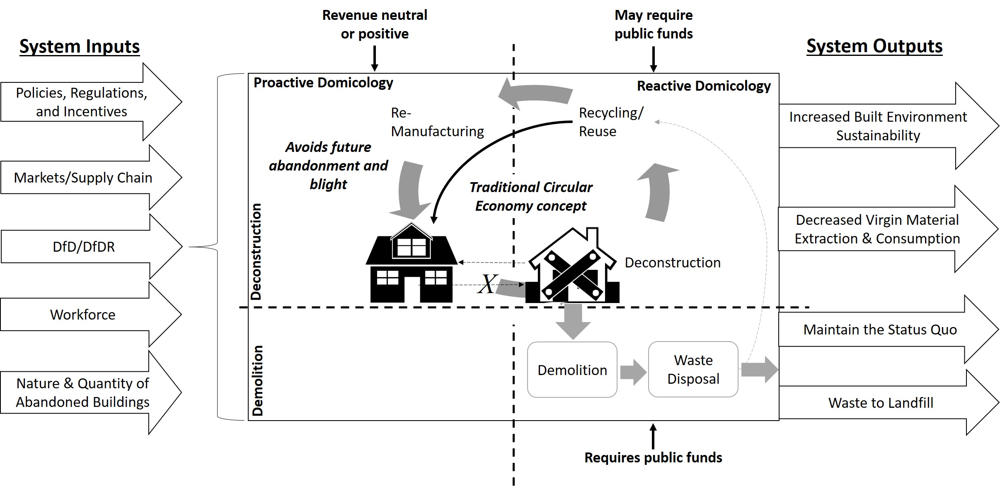 Revenue neutral
or positive
May require
public funds
System Inputs
System Outputs
Policies, Regulations,
and Incentives
Markets/Supply Chain
DfD/DfDR
Workforce
Nature & Quantity of
Abandoned Buildings
Proactive Domicology
Reactive Domicology
Re-
Manufacturing
Recycling/
Reuse
Avoids future
abandonment and
blight
Traditional Circular
Economy concept
Deconstruction
Deconstruction
X
Demolition
Demolition
Waste
Disposal
Requires public funds
Increased Built Environment
Sustainability
Decreased Virgin Material
Extraction & Consumption
Maintain the Status Quo
Waste to Landfill